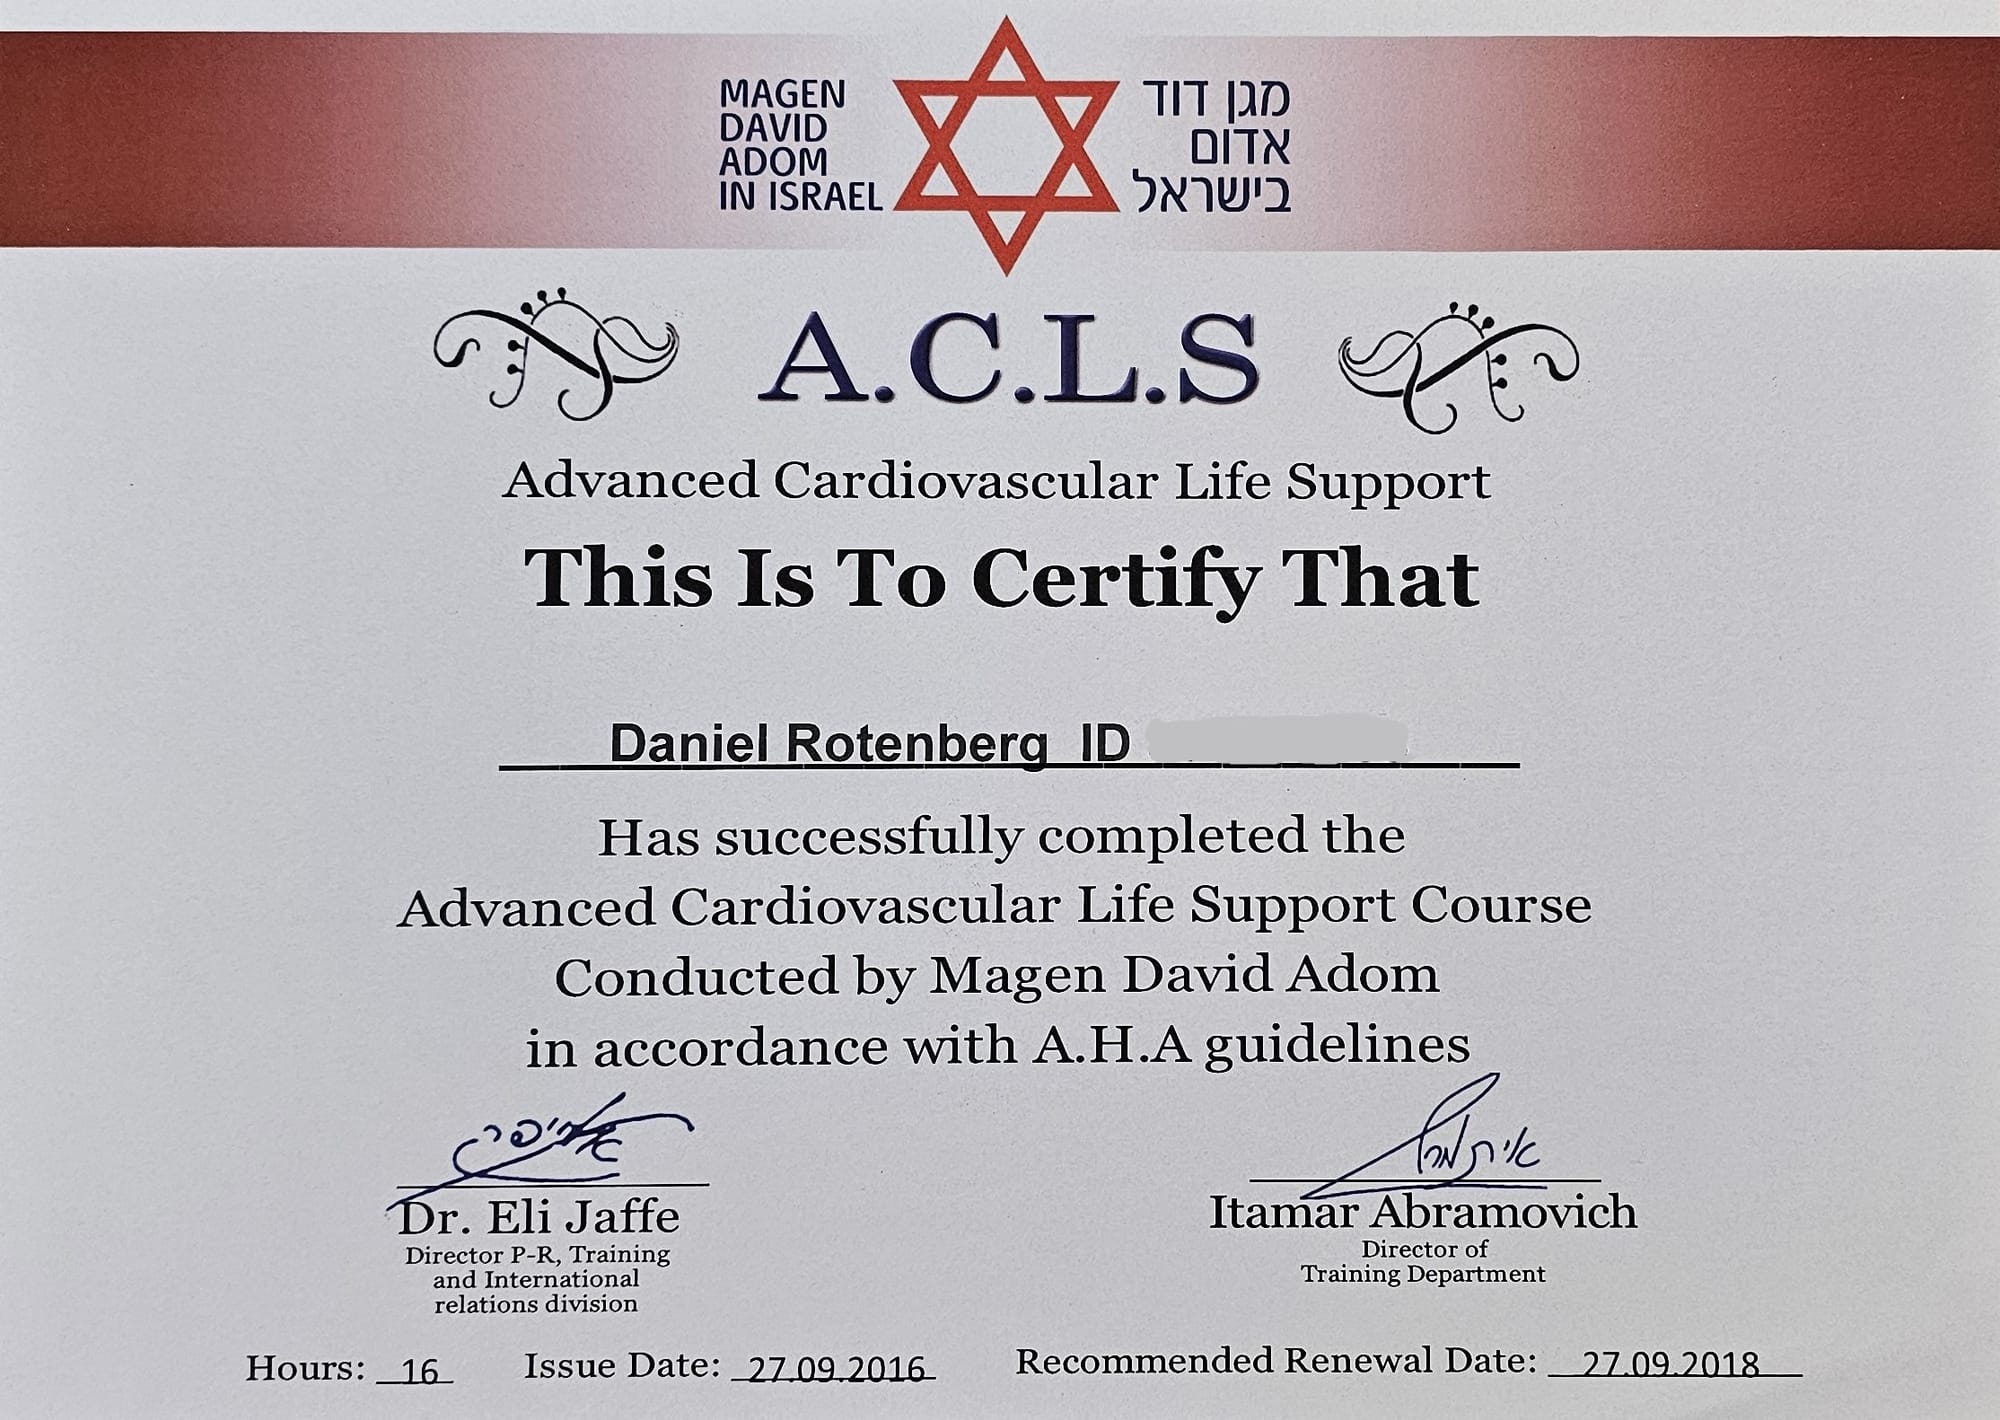 MAGEN
DAVID
ADOM
IN ISRAEL
מגן דוד
אדום
בישראל
A.C.L.S
Advanced Cardiovascular Life Support
This Is To Certify That
Daniel Rotenberg ID
Has successfully completed the
Advanced Cardiovascular Life Support Course
Conducted by Magen David Adom
in accordance with A.H.A guidelines
Dr. Eli Jaffe
Director P-R, Training
and International
relations division
Itamar Abramovich
Director of
Training Department
Hours: 16 Issue Date: 27.09.2016 Recommended Renewal Date: 27.09.2018